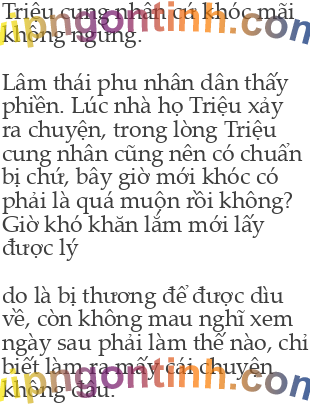 Triệu cung nhân cứ khóc mãi
không ngừng.
Lâm thái phu nhân dân thấy
phiền. Lúc nhà họ Triệu xảy
ra chuyện, trong lòng Triệu
cung nhân cũng nên có chuẩn
bị chứ, bây giờ mới khóc có
phải là quá muộn rồi không?
Giờ khó khăn lắm mới lấy
được lý
do là bị thương để được dìu
về, còn không mau nghĩ xem
ngày sau phải làm thế nào, chỉ
biết làm ra mấy cái chuyện
không đâu.
vipngontinh.com
vipngontinh.com